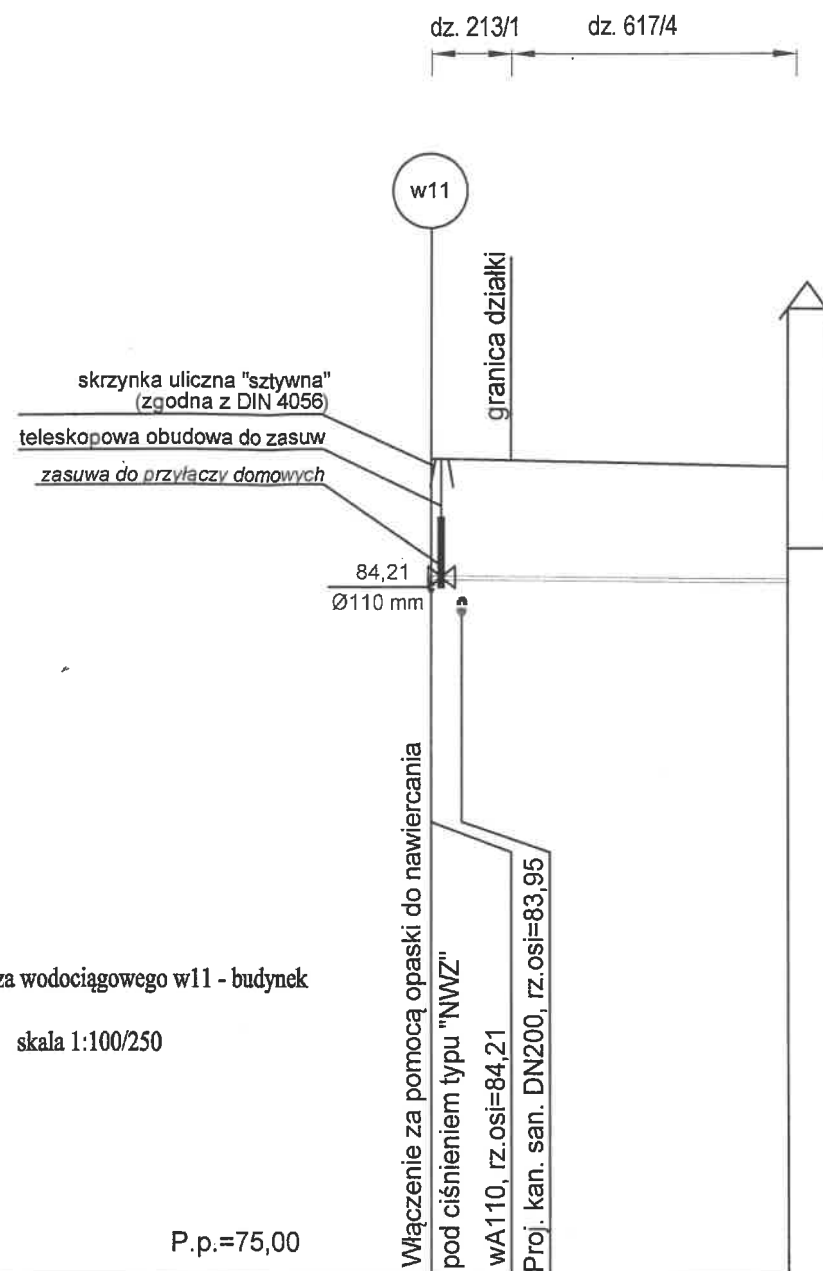 dz. 213/1
dz. 617/4
w11
granica działki
skrzynka uliczna "sztywna"
(zgodna z DIN 4056)
teleskopowa obudowa do zasuw
zasuwa do przyłączy domowych
84,21
Ø110 mm
Włączenie za pomocą opaski do nawiercania
pod ciśnieniem typu "NWZ"
wA110, rz.osi=84,21
Proj. kan. san. DN200, rz.osi=83,95
za wodociągowego w11 - budynek
skala 1:100/250
P.p.=75,00